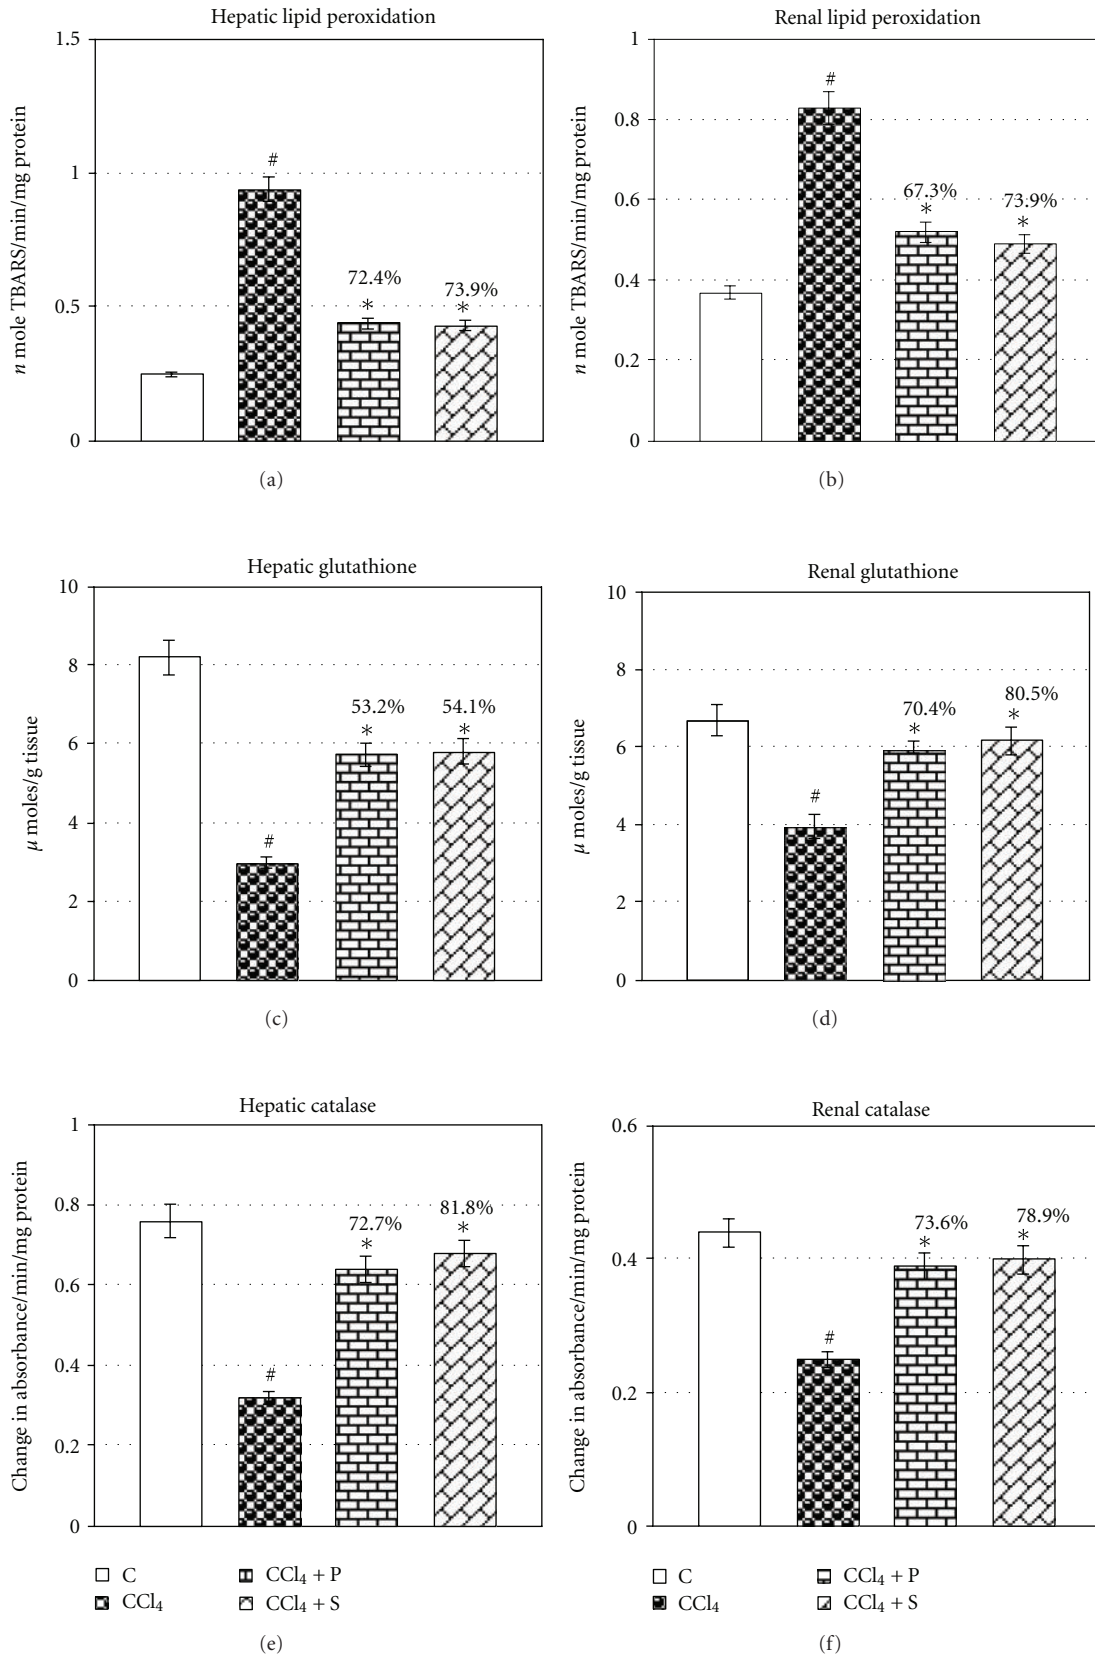 Hepatic lipid peroxidation
n mole TBARS/min/mg protein
1.5
1
0.5
0
#
72.4%
*
73.9%
*
(a)
Renal lipid peroxidation
n mole TBARS/min/mg protein
1
0.8
0.6
0.4
0.2
0
#
67.3%
*
73.9%
*
(b)
Hepatic glutathione
μ moles/g tissue
10
8
6
4
2
0
#
53.2%
*
54.1%
*
(c)
Renal glutathione
μ moles/g tissue
10
8
6
4
2
0
#
70.4%
*
80.5%
*
(d)
Hepatic catalase
Change in absorbance/min/mg protein
1
0.8
0.6
0.4
0.2
0
#
72.7%
*
81.8%
*
C
CCl₄
CCl₄ + P
CCl₄ + S
(e)
Renal catalase
Change in absorbance/min/mg protein
0.6
0.4
0.2
0
#
73.6%
*
78.9%
*
C
CCl₄
CCl₄ + P
CCl₄ + S
(f)